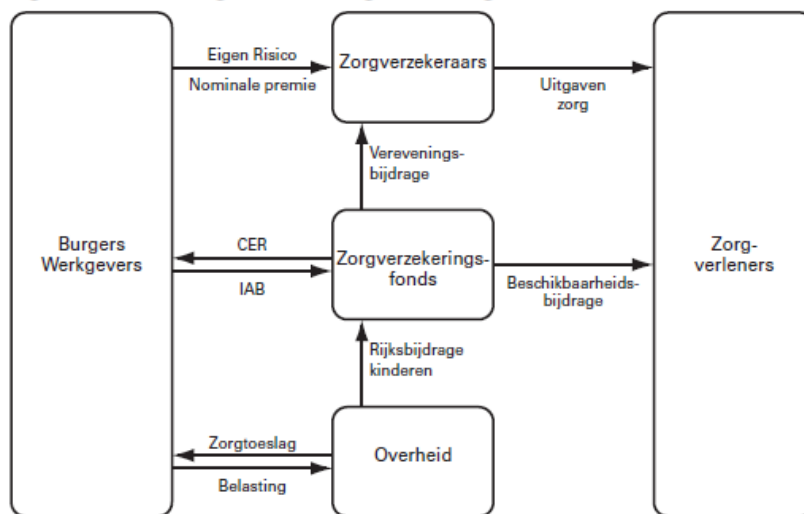 Eigen Risico
Nominale premie
Zorgverzekeraars
Uitgaven
zorg
Verevenings-
bijdrage
Burgers
Werkgevers
CER
IAB
Zorgverzekerings-
fonds
Beschikbaarheids-
bijdrage
Zorg-
verleners
Rijksbijdrage
kinderen
Zorgtoeslag
Belasting
Overheid